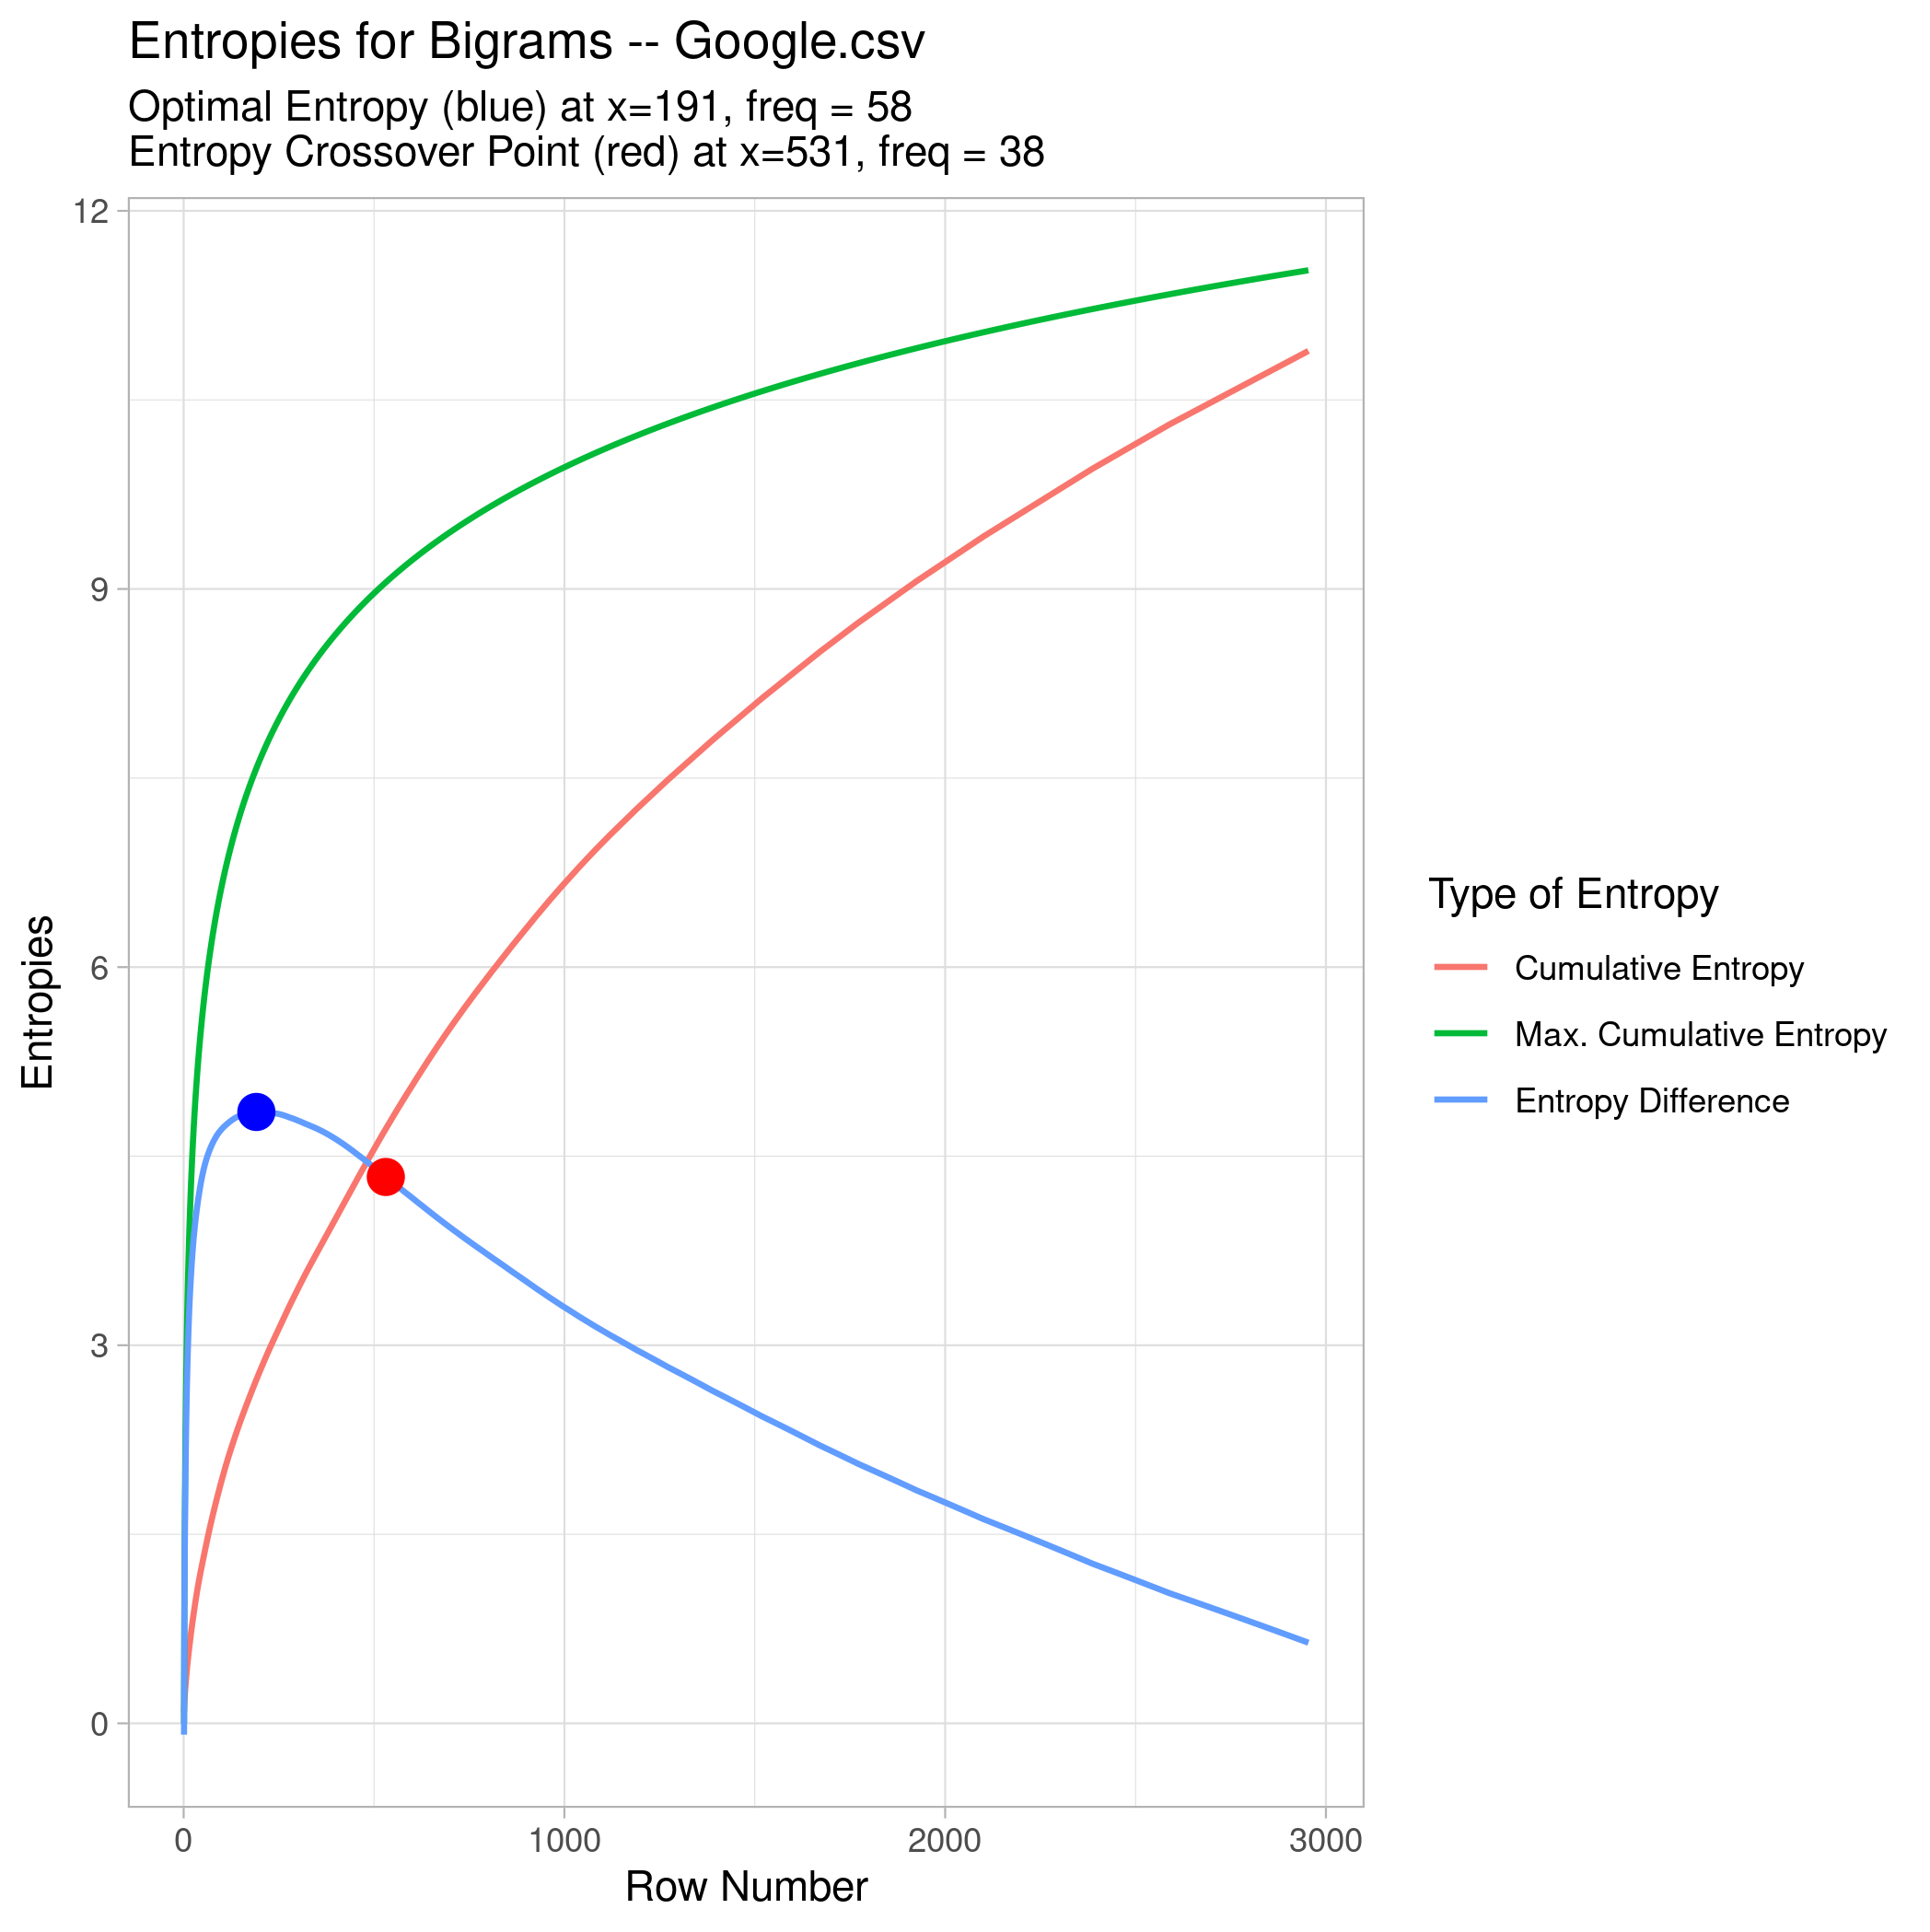 Entropies for Bigrams -- Google.csv
Optimal Entropy (blue) at x=191, freq = 58
Entropy Crossover Point (red) at x=531, freq = 38
12
9
6
3
0
Entropies
0 1000 2000 3000
Row Number
Type of Entropy
Cumulative Entropy
Max. Cumulative Entropy
Entropy Difference